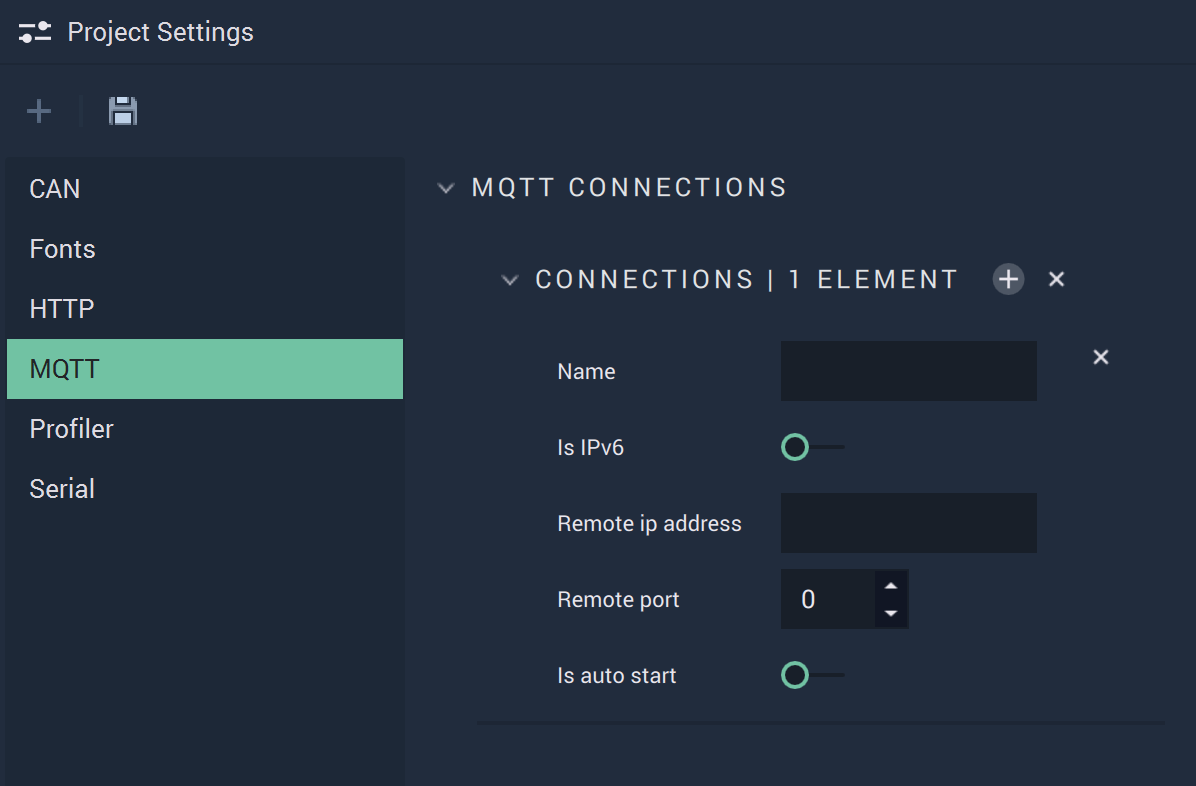 Project Settings
CAN
Fonts
HTTP
MQTT
Profiler
Serial
MQTT CONNECTIONS
CONNECTIONS | 1 ELEMENT
Name
Is IPv6
Remote ip address
Remote port 0
Is auto start